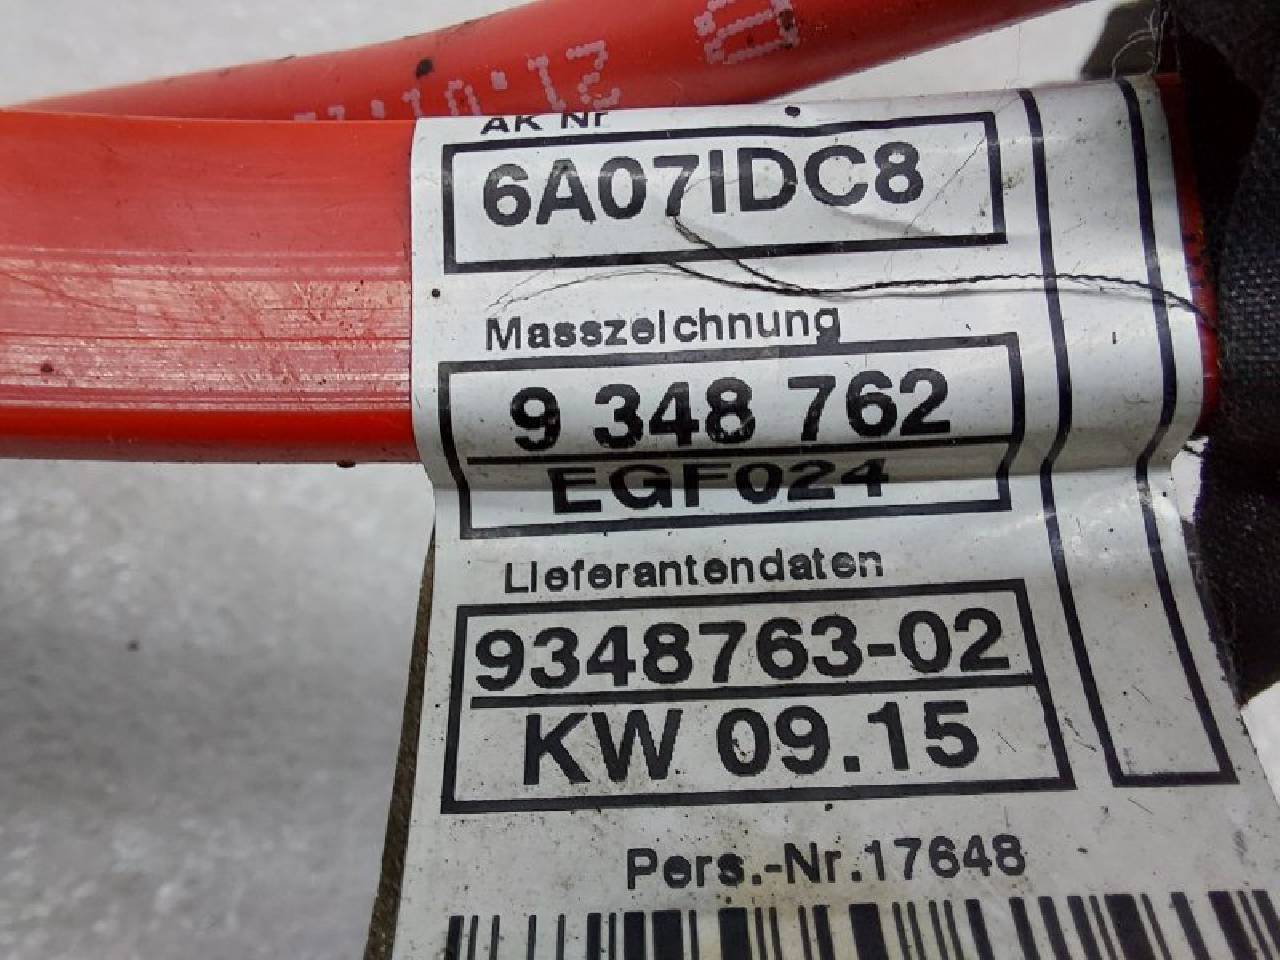 AK Nr
6A07IDC8
Masszeichnung
9 348 762
EGF024
Lieferantendaten
9348763-02
KW 09.15
Pers.-Nr.17648